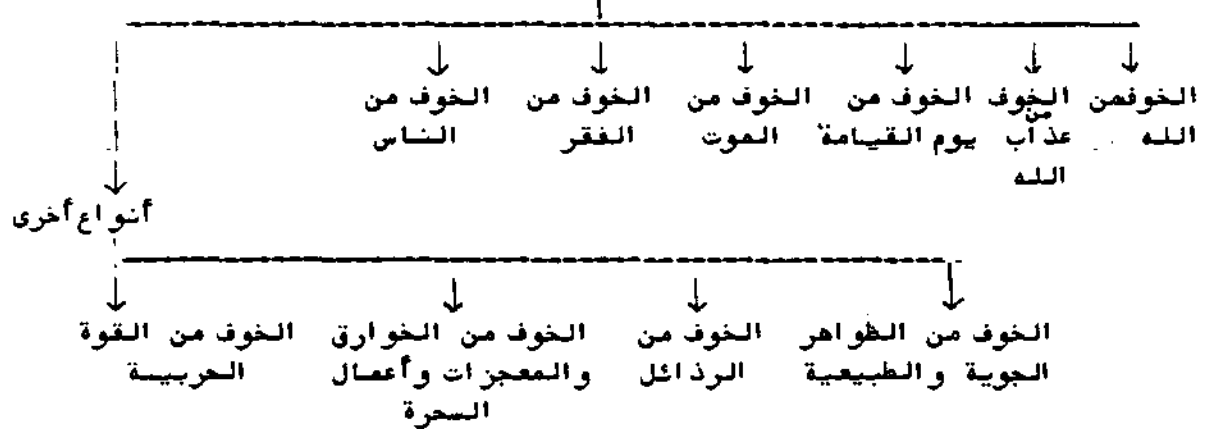 الخوفمن الخوف الخوف من الخوف من الخوف من الخوف من
الله عذاب يوم القيامة الموت الفقر الناس
من
الله
أنواع أخرى
الخوف من الظواهر الخوف من الخوف من الخوارق الخوف من القوة
الجوية والطبيعية الرذائل والمعجزات وأعمال الحربية
السحرة